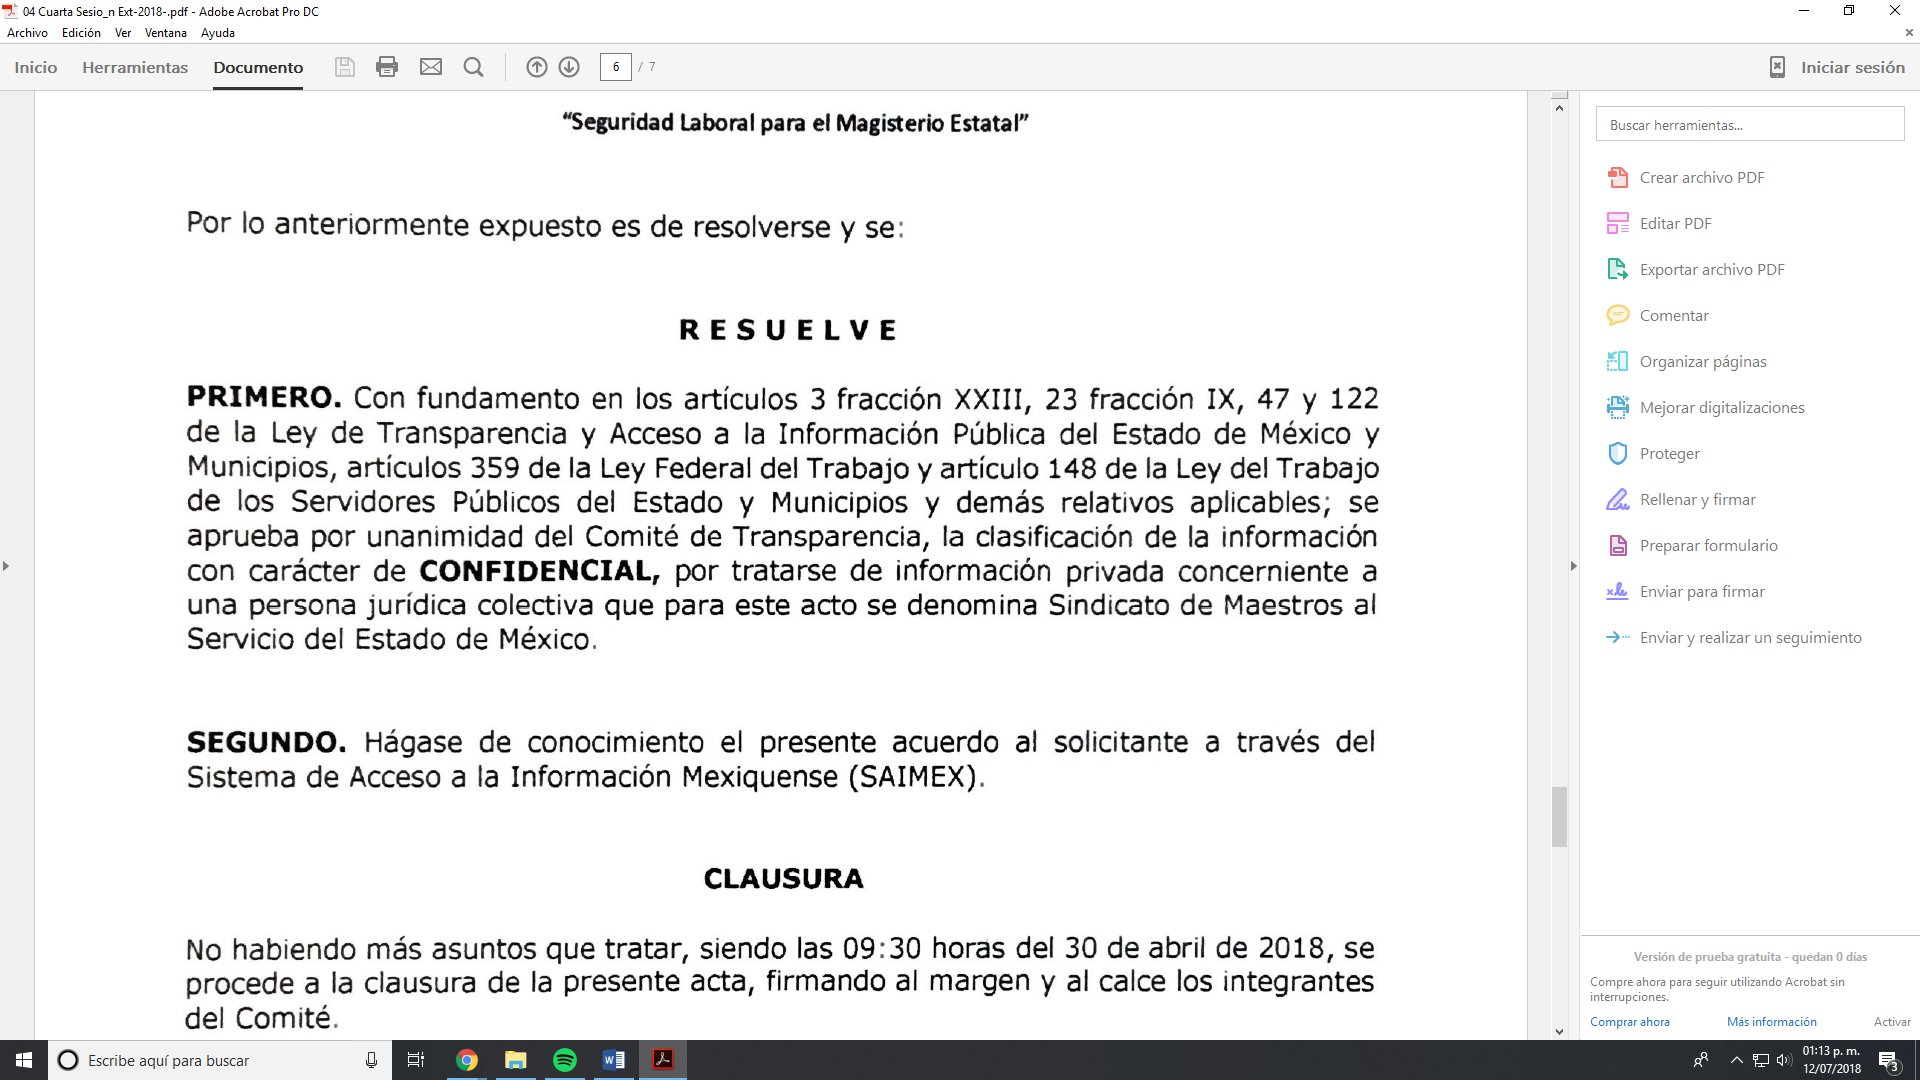 04 Cuarta Sesio_n Ext-2018-.pdf - Adobe Acrobat Pro DC
Archivo Edición Ver Ventana Ayuda
Inicio Herramientas Documento 6 / 7 Iniciar sesión
“Seguridad Laboral para el Magisterio Estatal”
Por lo anteriormente expuesto es de resolverse y se:
R E S U E L V E
PRIMERO. Con fundamento en los artículos 3 fracción XXIII, 23 fracción IX, 47 y 122
de la Ley de Transparencia y Acceso a la Información Pública del Estado de México y
Municipios, artículos 359 de la Ley Federal del Trabajo y artículo 148 de la Ley del Trabajo
de los Servidores Públicos del Estado y Municipios y demás relativos aplicables; se
aprueba por unanimidad del Comité de Transparencia, la clasificación de la información
con carácter de CONFIDENCIAL, por tratarse de información privada concerniente a
una persona jurídica colectiva que para este acto se denomina Sindicato de Maestros al
Servicio del Estado de México.
SEGUNDO. Hágase de conocimiento el presente acuerdo al solicitante a través del
Sistema de Acceso a la Información Mexiquense (SAIMEX).
CLAUSURA
No habiendo más asuntos que tratar, siendo las 09:30 horas del 30 de abril de 2018, se
procede a la clausura de la presente acta, firmando al margen y al calce los integrantes
del Comité.
Buscar herramientas...
Crear archivo PDF
Editar PDF
Exportar archivo PDF
Comentar
Organizar páginas
Mejorar digitalizaciones
Proteger
Rellenar y firmar
Preparar formulario
Enviar para firmar
Enviar y realizar un seguimiento
Versión de prueba gratuita - quedan 0 días
Compre ahora para seguir utilizando Acrobat sin
interrupciones.
Comprar ahora Más información Activar
Escribe aquí para buscar
01:13 p. m.
12/07/2018
3